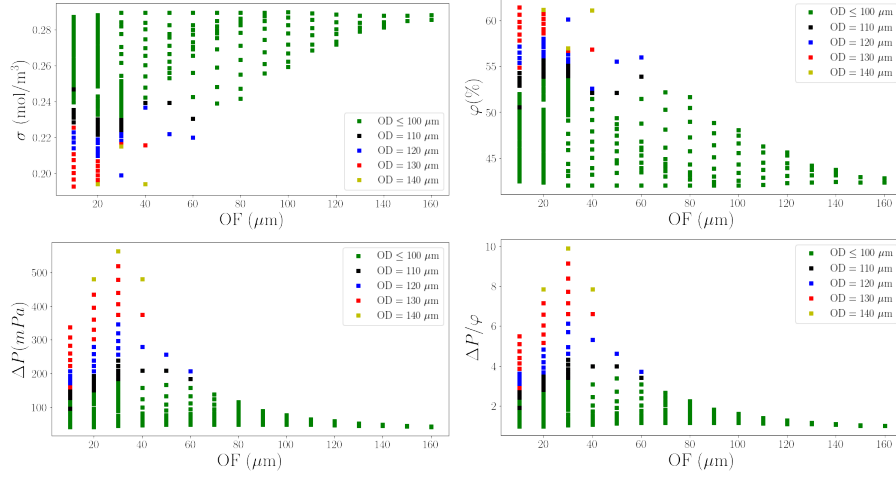 0.28
0.26
0.24
0.22
0.20
σ (mol/m³)
20 40 60 80 100 120 140 160
OF (μm)
OD ≤ 100 μm
OD = 110 μm
OD = 120 μm
OD = 130 μm
OD = 140 μm
60
55
50
45
φ(%)
20 40 60 80 100 120 140 160
OF (μm)
OD ≤ 100 μm
OD = 110 μm
OD = 120 μm
OD = 130 μm
OD = 140 μm
500
400
300
200
100
ΔP(mPa)
20 40 60 80 100 120 140 160
OF (μm)
OD ≤ 100 μm
OD = 110 μm
OD = 120 μm
OD = 130 μm
OD = 140 μm
10
8
6
4
2
ΔP/φ
20 40 60 80 100 120 140 160
OF (μm)
OD ≤ 100 μm
OD = 110 μm
OD = 120 μm
OD = 130 μm
OD = 140 μm